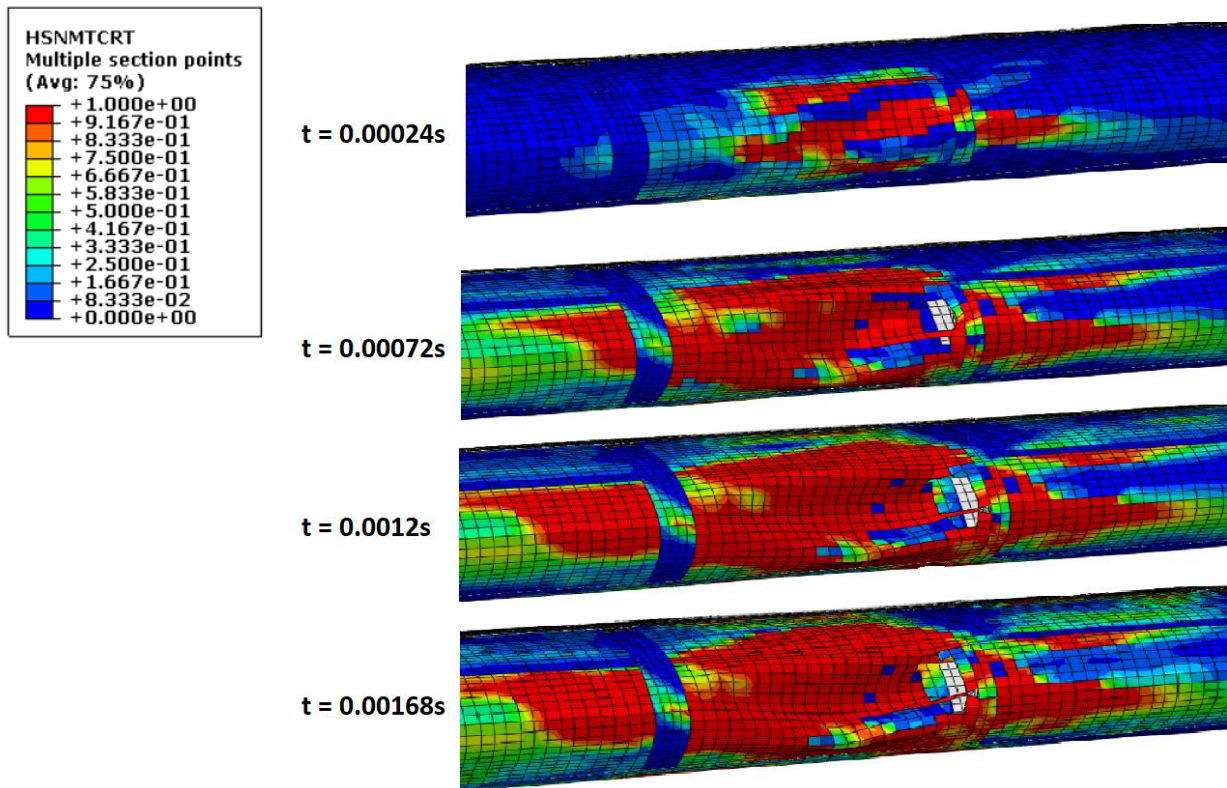 HSNMTCRT
Multiple section points
(Avg: 75%)
+1.000e+00
+9.167e-01
+8.333e-01
+7.500e-01
+6.667e-01
+5.833e-01
+5.000e-01
+4.167e-01
+3.333e-01
+2.500e-01
+1.667e-01
+8.333e-02
+0.000e+00
t = 0.00024s
t = 0.00072s
t = 0.0012s
t = 0.00168s